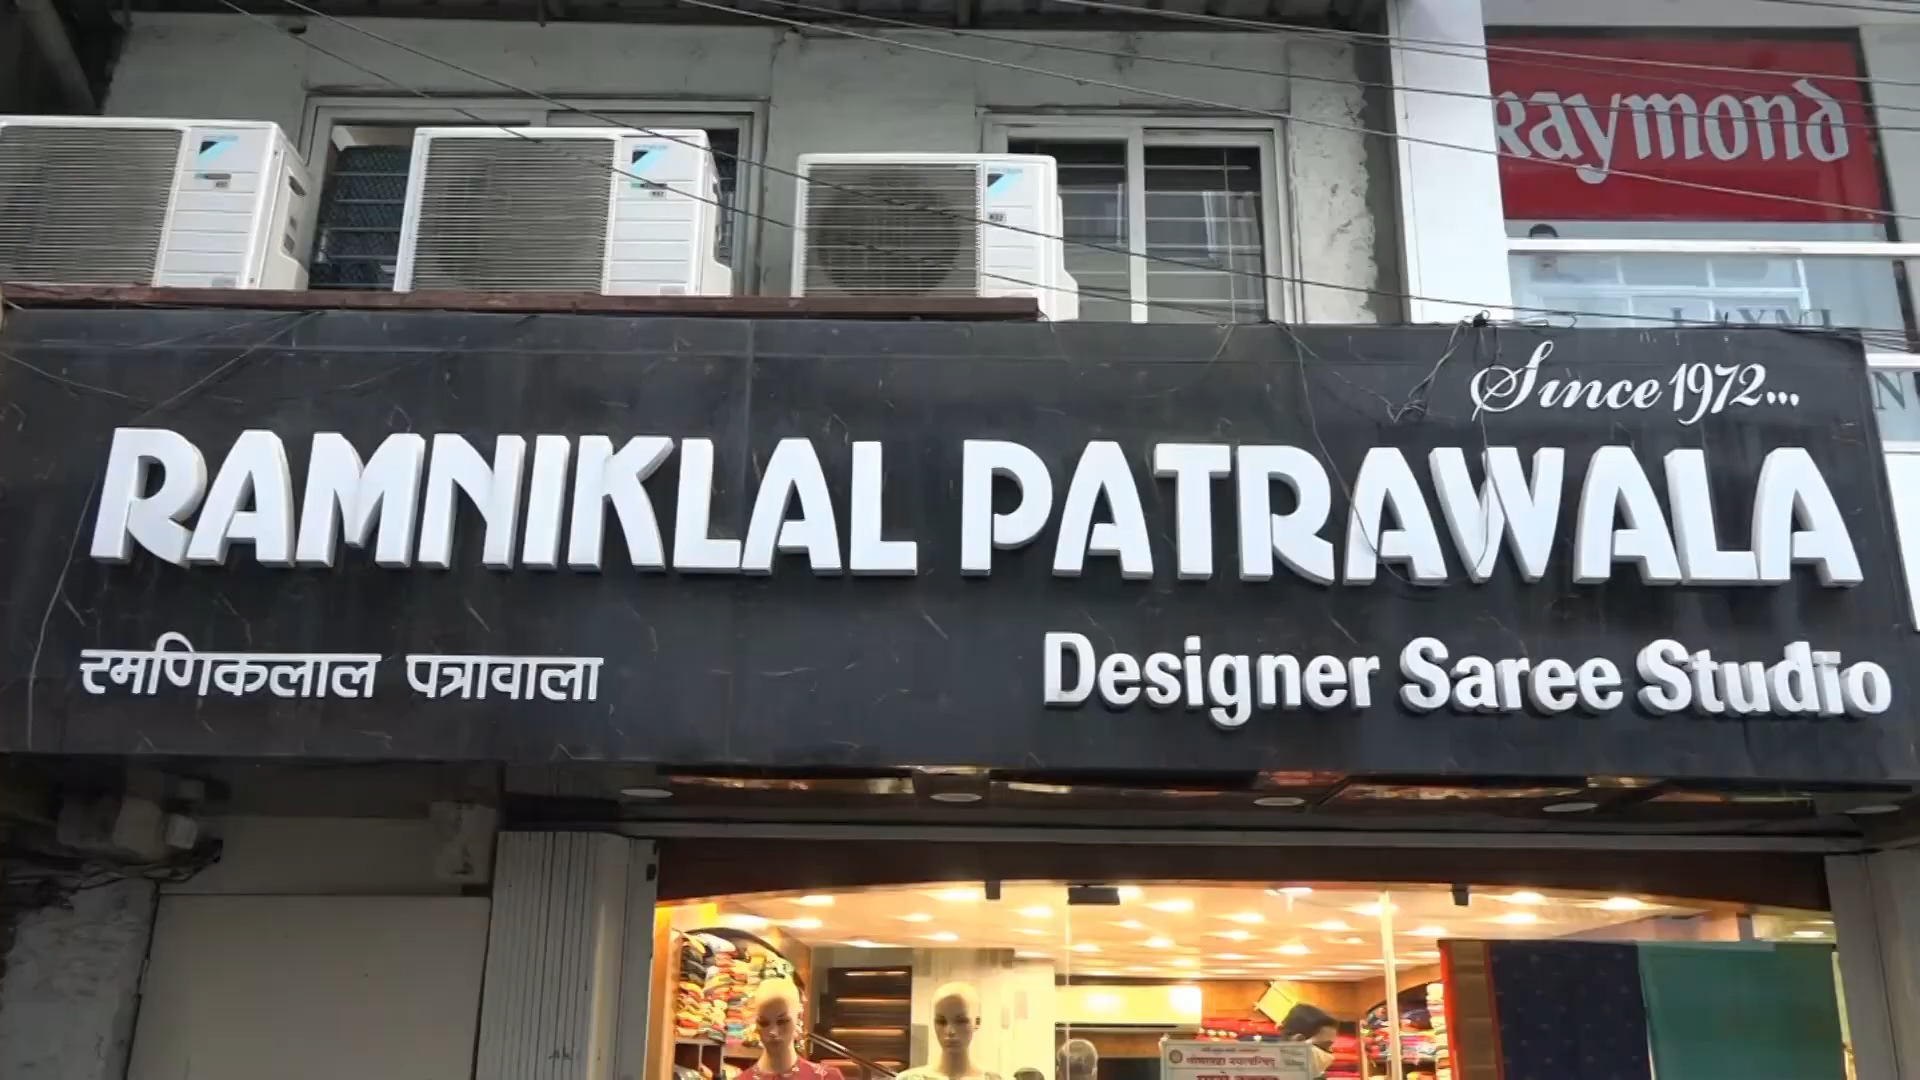 Raymond
Since 1972...
RAMNIKLAL PATRAWALA
रमणिकलाल पत्रावाला
Designer Saree Studio